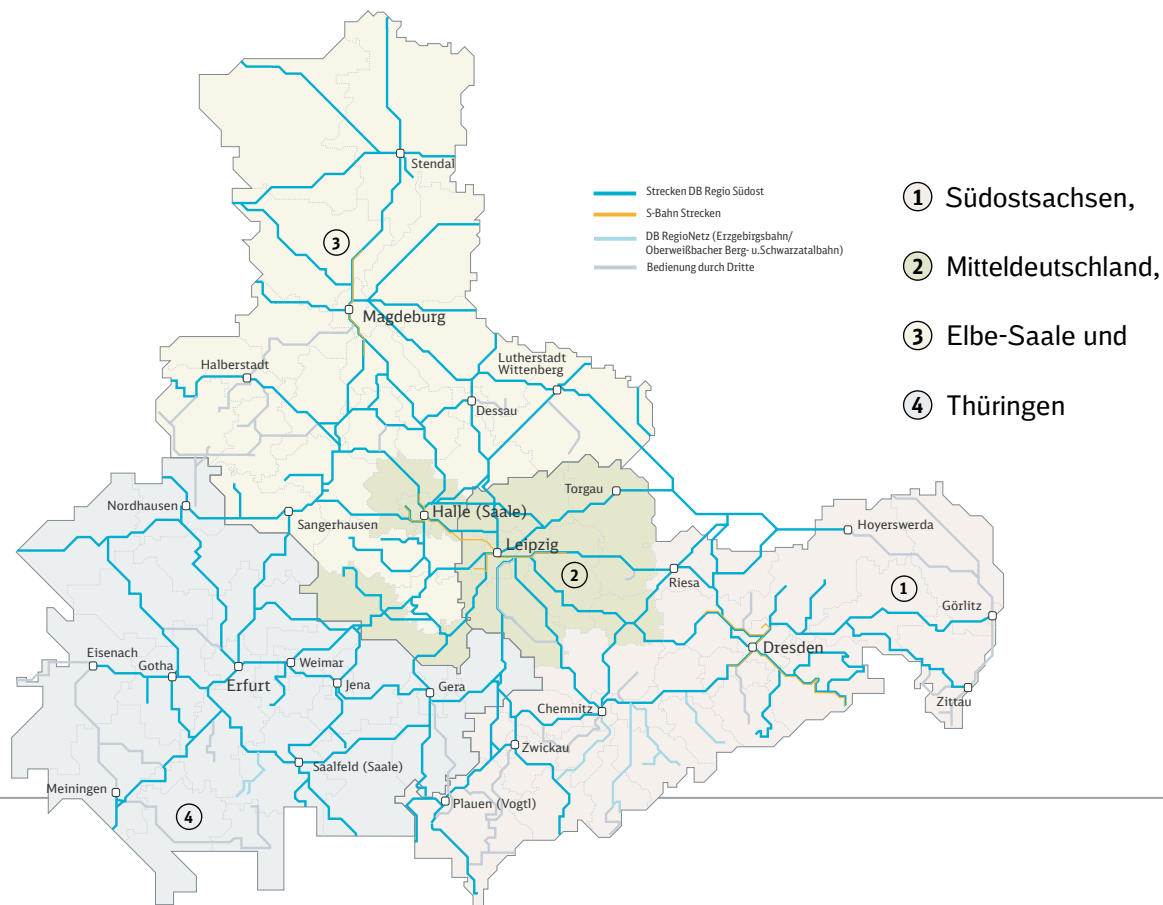 Stendal
Strecken DB Regio Südost
S-Bahn Strecken
DB RegioNetz (Erzgebirgsbahn/
Oberweißbacher Berg- u.Schwarzatalbahn)
Bedienung durch Dritte
1 Südostsachsen,
2 Mitteldeutschland,
3 Elbe-Saale und
4 Thüringen
3
Magdeburg
Halberstadt
Lutherstadt
Wittenberg
Dessau
Torgau
Nordhausen
Sangerhausen
Halle (Saale)
Hoyerswerda
Leipzig
2
Riesa
1
Görlitz
Eisenach
Gotha
Erfurt
Weimar
Jena
Gera
Dresden
Zittau
Chemnitz
Zwickau
Saalfeld (Saale)
Meiningen
4
Plauen (Vogtl)